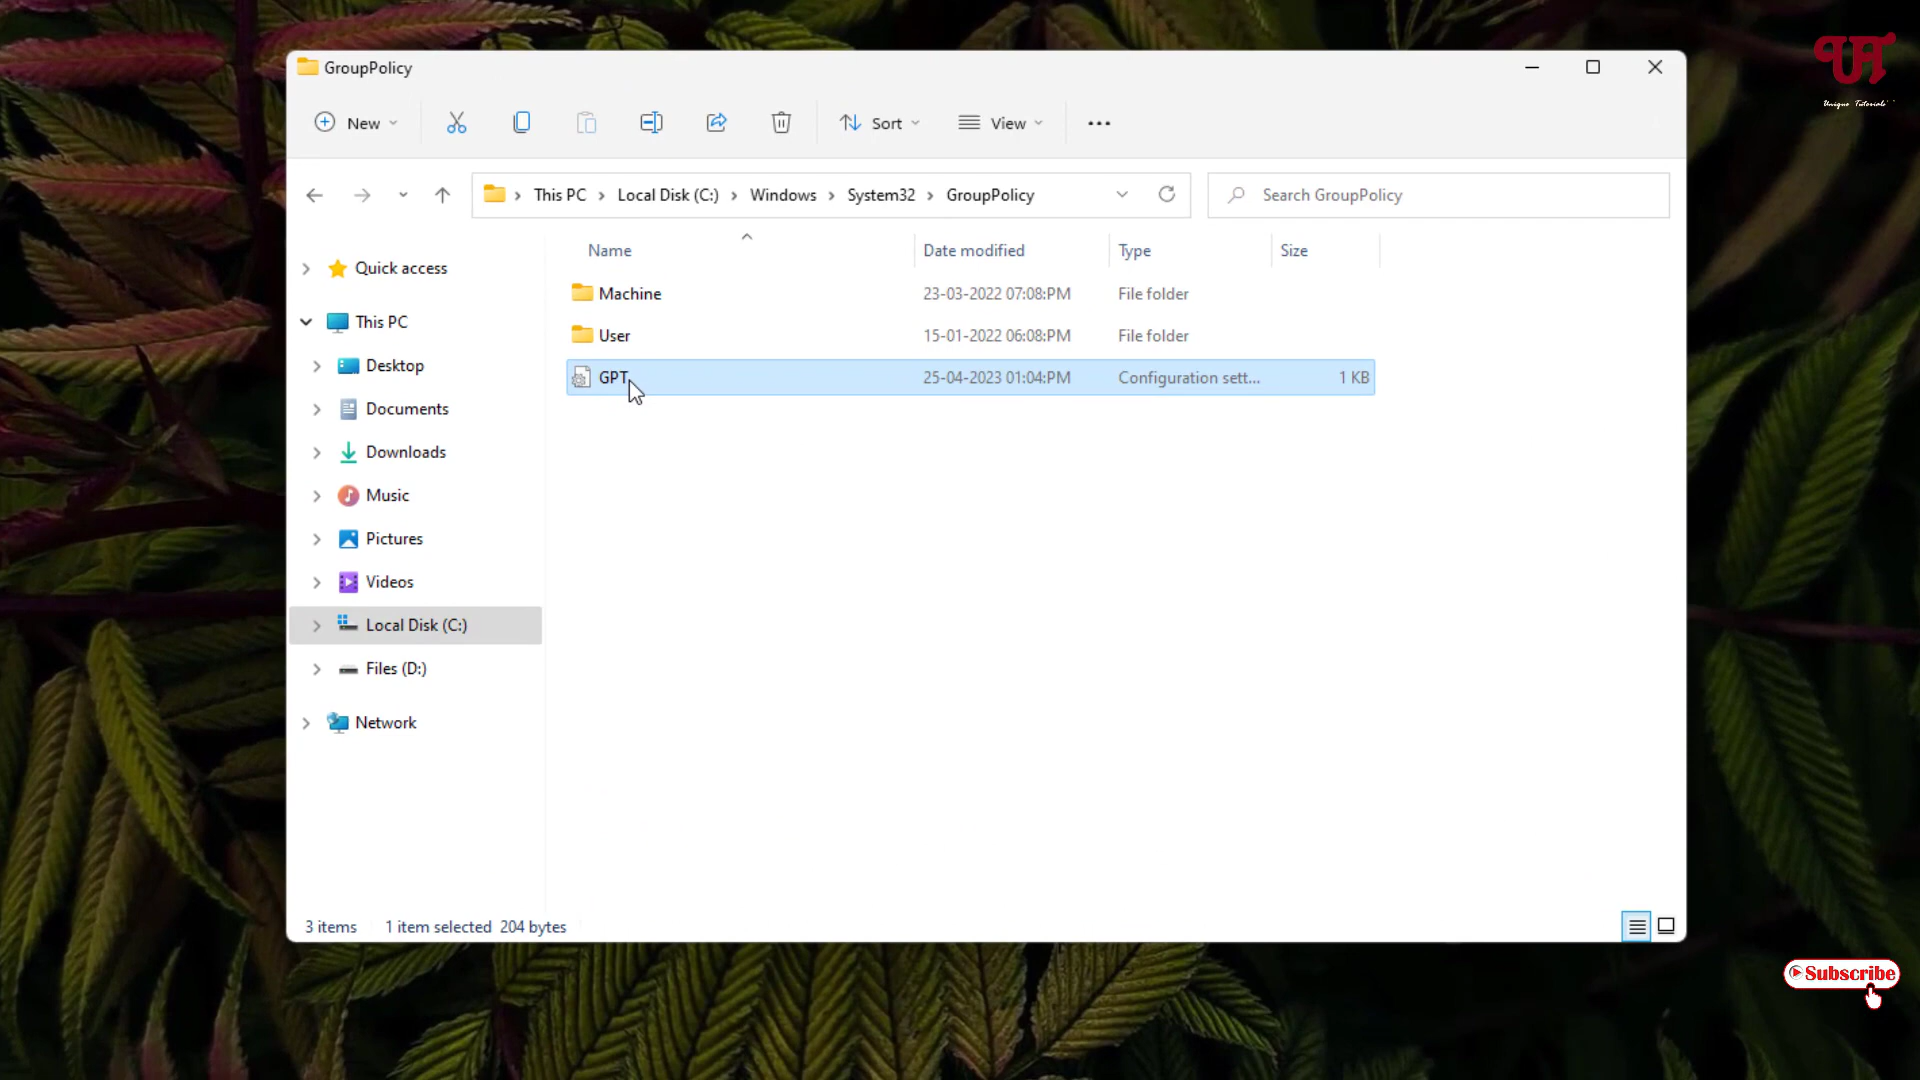 GroupPolicy
New
Sort
View
This PC
Local Disk (C:)
Windows
System32
GroupPolicy
Search GroupPolicy
Name
Date modified
Type
Size
Machine
23-03-2022 07:08:PM
File folder
User
15-01-2022 06:08:PM
File folder
GPT
25-04-2023 01:04:PM
Configuration sett...
1 KB
Quick access
This PC
Desktop
Documents
Downloads
Music
Pictures
Videos
Local Disk (C:)
Files (D:)
Network
3 items
1 item selected 204 bytes
UT
Unique Tutorials
Subscribe